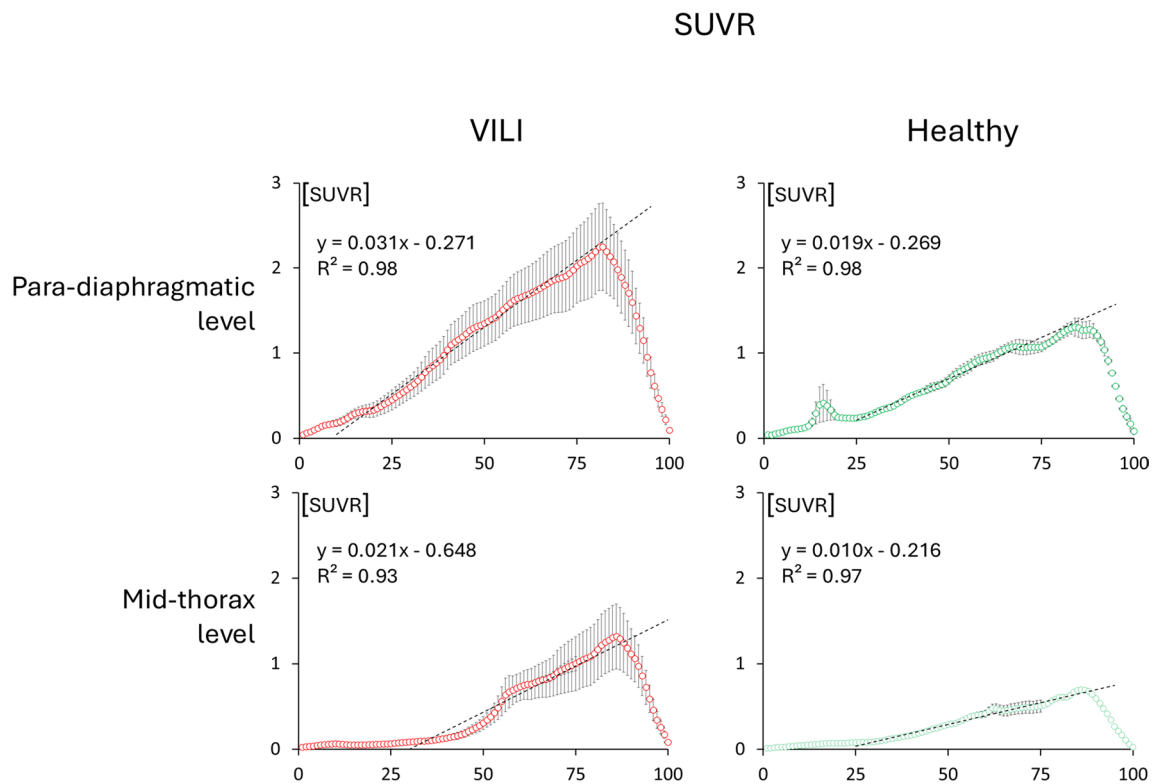 SUVR
VILI
Healthy
Para-diaphragmatic
level
3
[SUVR]
y = 0.031x - 0.271
R² = 0.98
2
1
0
0 25 50 75 100
3
[SUVR]
y = 0.019x - 0.269
R² = 0.98
2
1
0
0 25 50 75 100
Mid-thorax
level
3
[SUVR]
y = 0.021x - 0.648
R² = 0.93
2
1
0
0 25 50 75 100
3
[SUVR]
y = 0.010x - 0.216
R² = 0.97
2
1
0
0 25 50 75 100